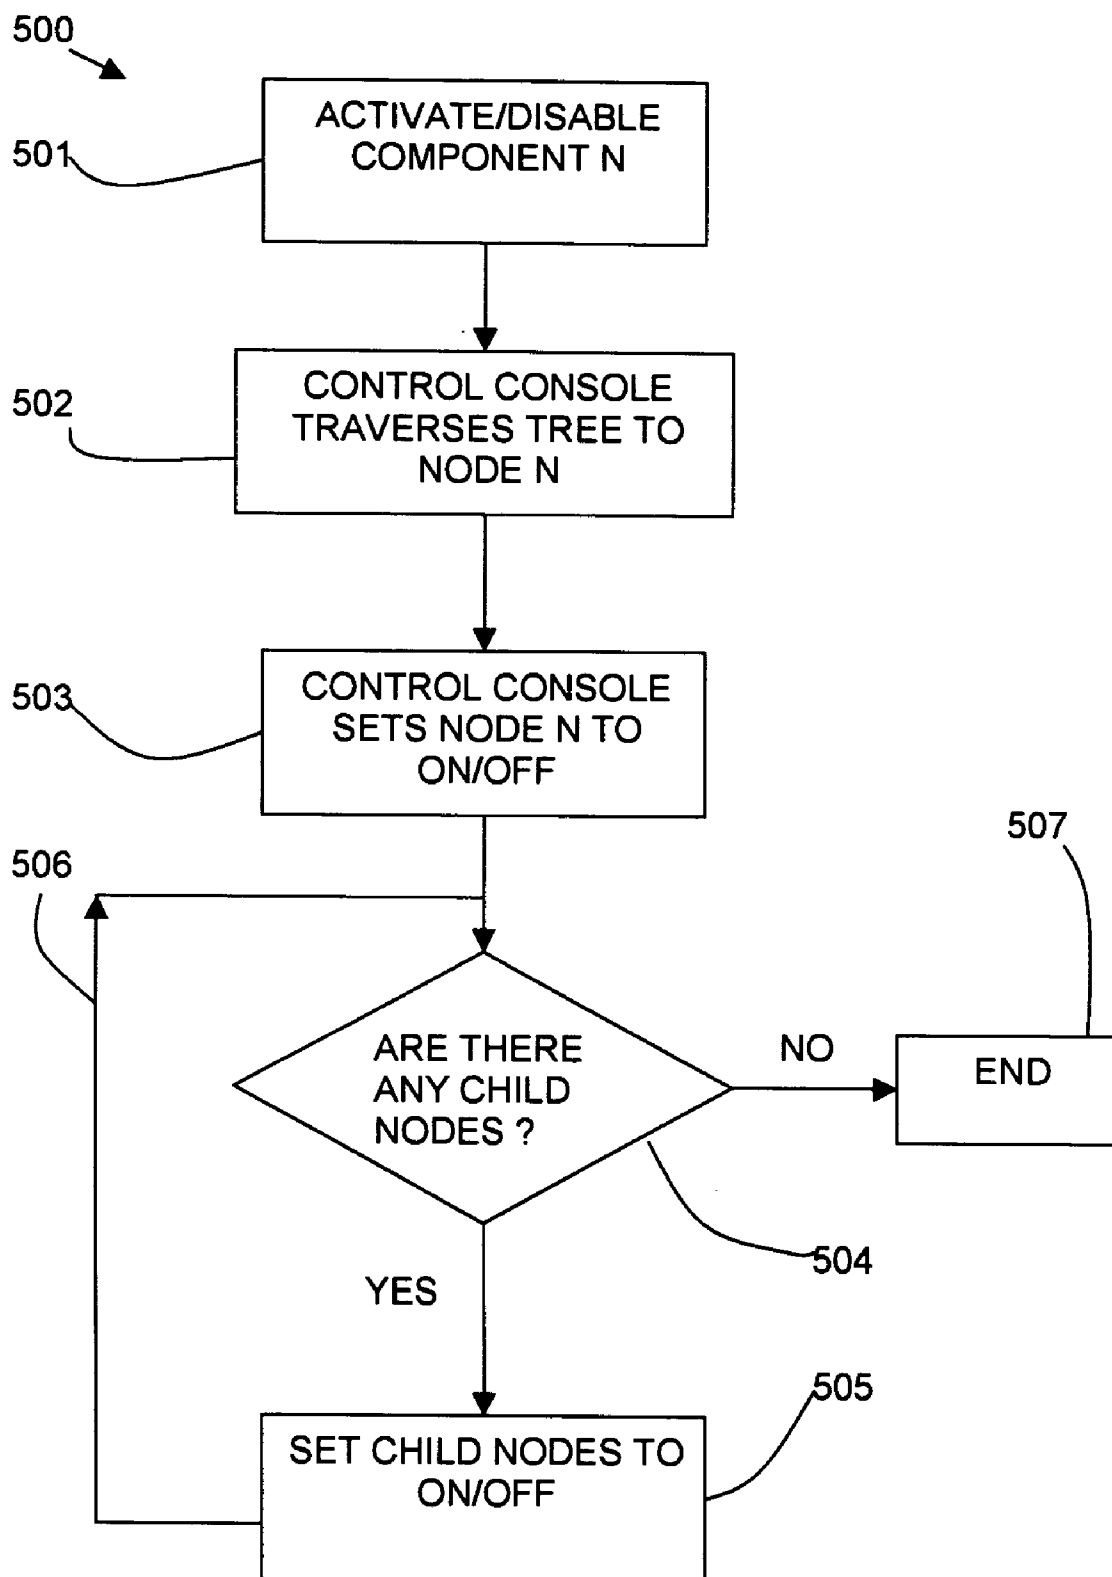 500
ACTIVATE/DISABLE
COMPONENT N
501
CONTROL CONSOLE
TRAVERSES TREE TO
NODE N
502
CONTROL CONSOLE
SETS NODE N TO
ON/OFF
503
506
507
ARE THERE
ANY CHILD
NODES ?
NO
END
504
YES
505
SET CHILD NODES TO
ON/OFF